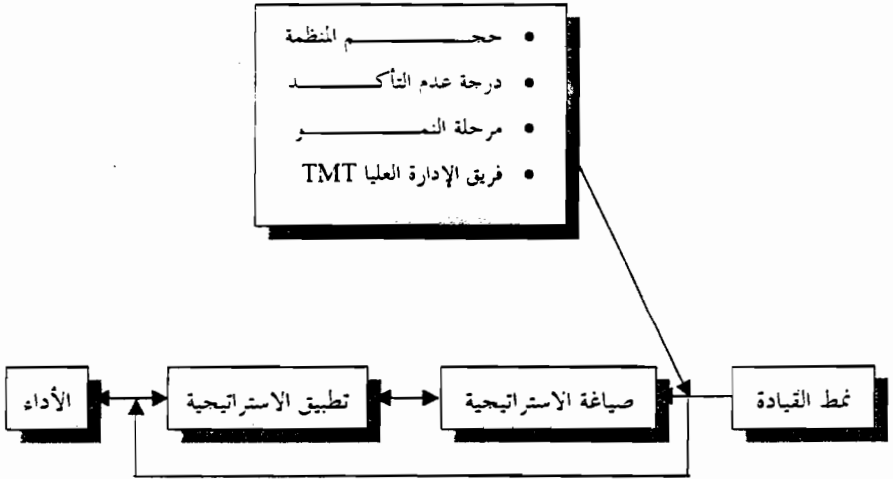 • حجم المنظمة
• درجة عدم التأكد
• مرحلة النمو
• فريق الإدارة العليا TMT
نمط القيادة
صياغة الاستراتيجية
تطبيق الاستراتيجية
الأداء